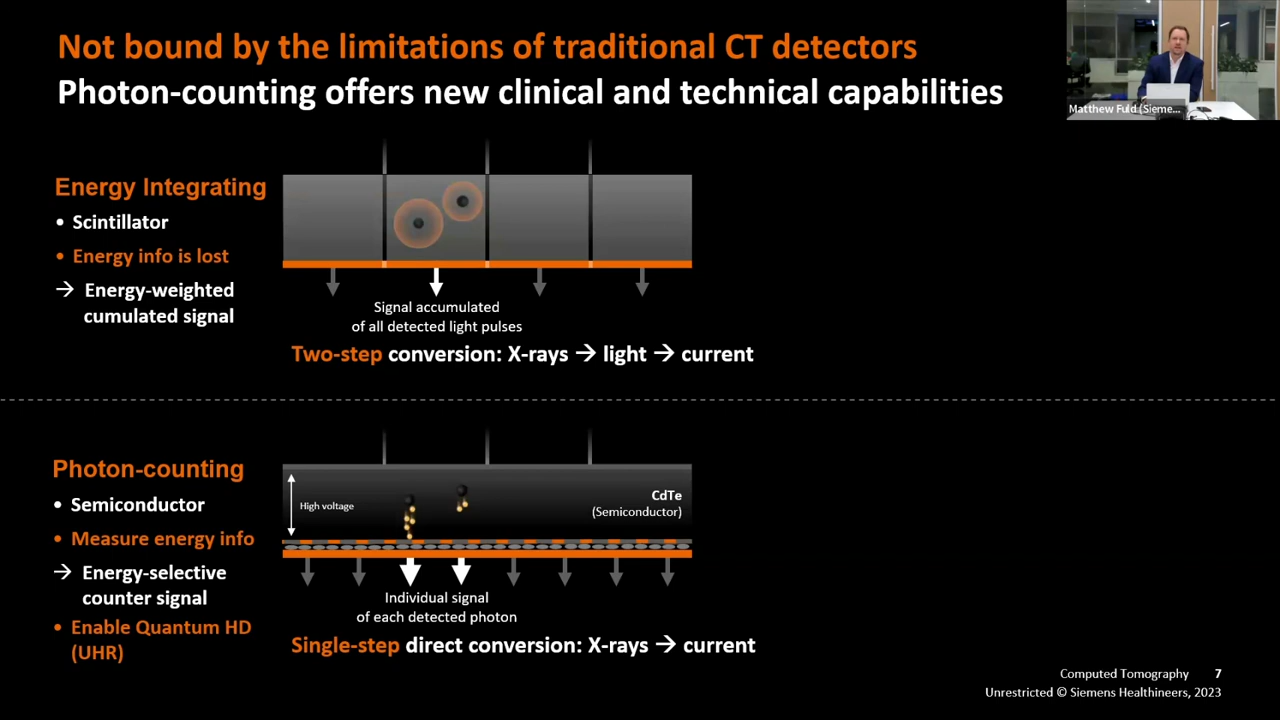 Not bound by the limitations of traditional CT detectors
Photon-counting offers new clinical and technical capabilities
Matthew Fuld (Sieme...
Energy Integrating
• Scintillator
• Energy info is lost
→ Energy-weighted
cumulated signal
Signal accumulated
of all detected light pulses
Two-step conversion: X-rays → light → current
Photon-counting
• Semiconductor
• Measure energy info
→ Energy-selective
counter signal
• Enable Quantum HD
(UHR)
High voltage
CdTe
(Semiconductor)
Individual signal
of each detected photon
Single-step direct conversion: X-rays → current
Computed Tomography 7
Unrestricted © Siemens Healthineers, 2023